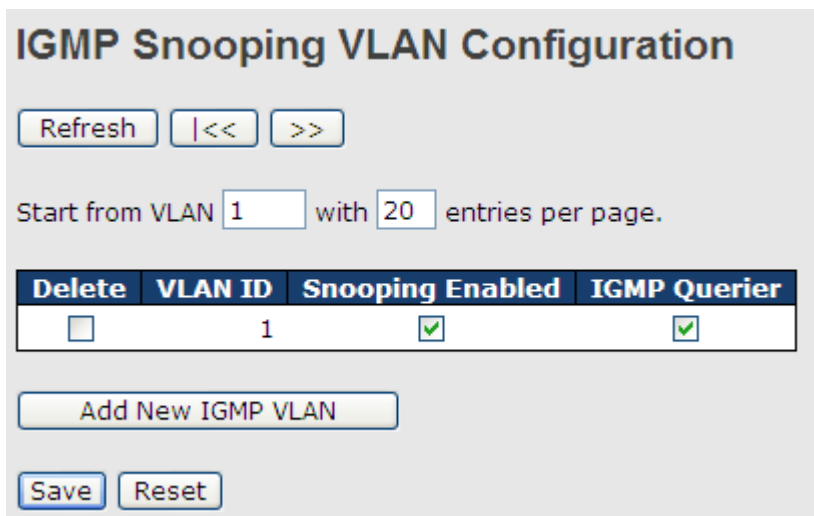 IGMP Snooping VLAN Configuration
Refresh |<< >>
Start from VLAN 1 with 20 entries per page.
Delete VLAN ID Snooping Enabled IGMP Querier
1
Add New IGMP VLAN
Save Reset